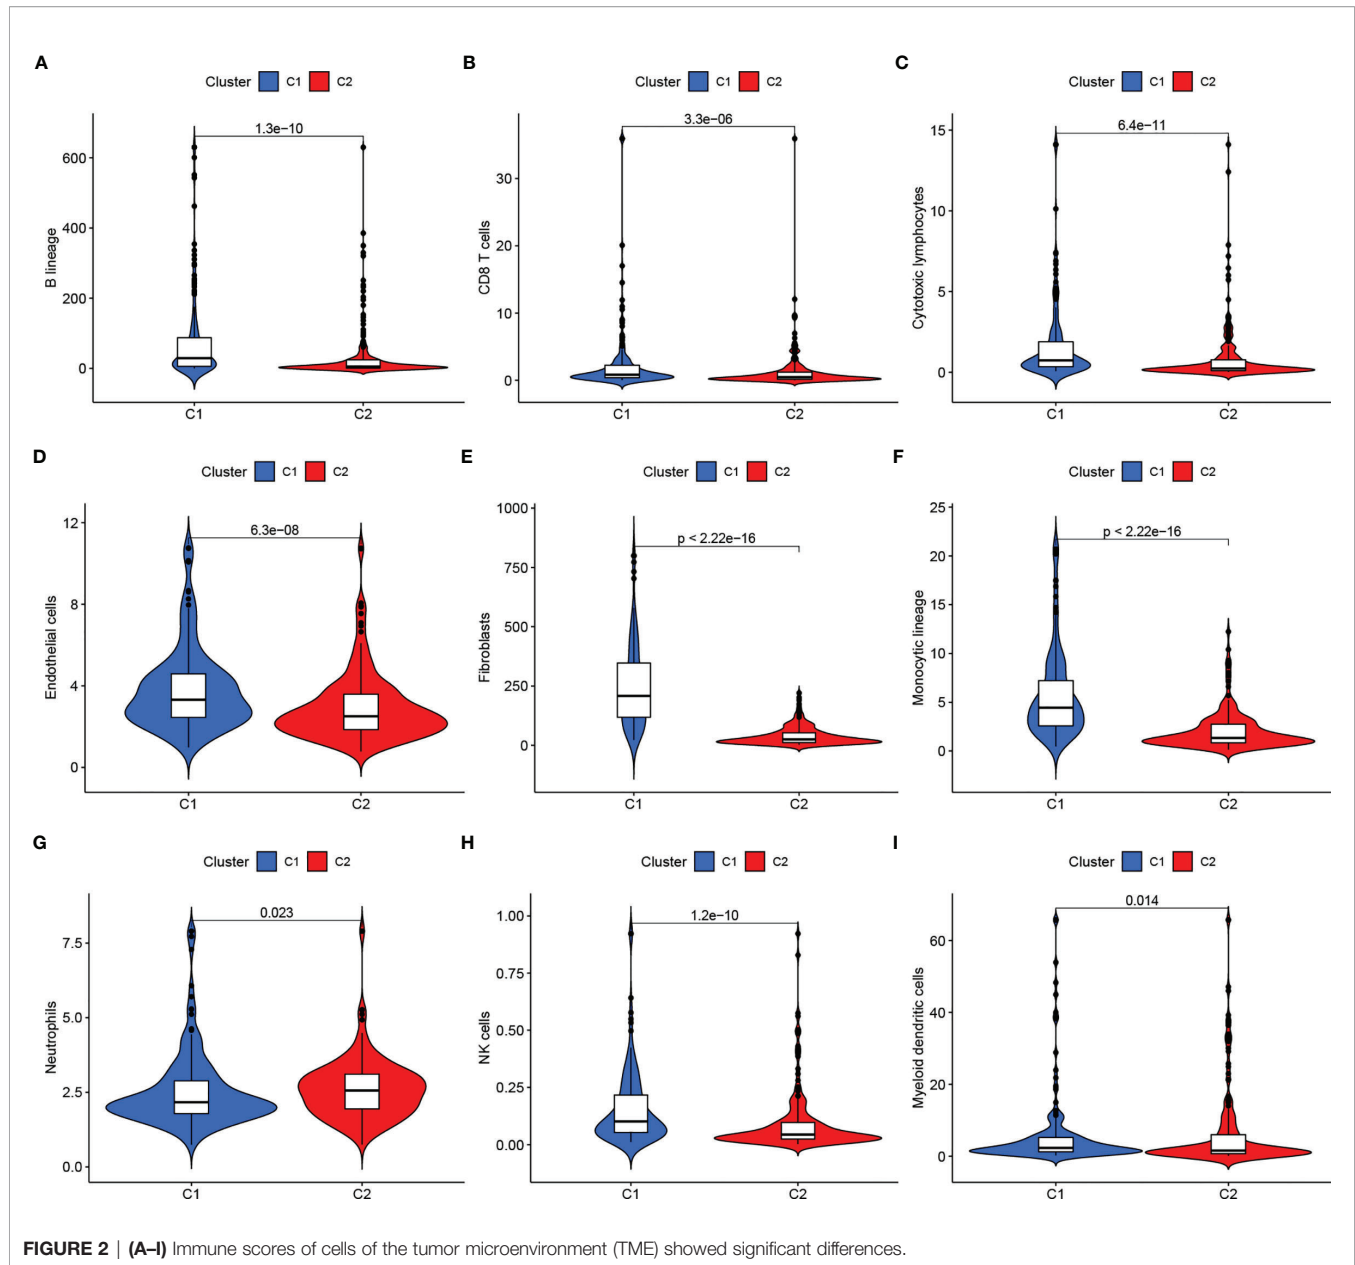 A
Cluster C1 C2
1.3e−10
B lineage
600
400
200
0
C1 C2
B
Cluster C1 C2
3.3e−06
CD8 T cells
30
20
10
0
C1 C2
C
Cluster C1 C2
6.4e−11
Cytotoxic lymphocytes
15
10
5
0
C1 C2
D
Cluster C1 C2
6.3e−08
Endothelial cells
12
8
4
0
C1 C2
E
Cluster C1 C2
p < 2.22e−16
Fibroblasts
1000
750
500
250
0
C1 C2
F
Cluster C1 C2
p < 2.22e−16
Monocytic lineage
25
20
15
10
5
0
C1 C2
G
Cluster C1 C2
0.023
Neutrophils
7.5
5.0
2.5
0.0
C1 C2
H
Cluster C1 C2
1.2e−10
NK cells
1.00
0.75
0.50
0.25
0.00
C1 C2
I
Cluster C1 C2
0.014
Myeloid dendritic cells
60
40
20
0
C1 C2
FIGURE 2 | (A–I) Immune scores of cells of the tumor microenvironment (TME) showed significant differences.